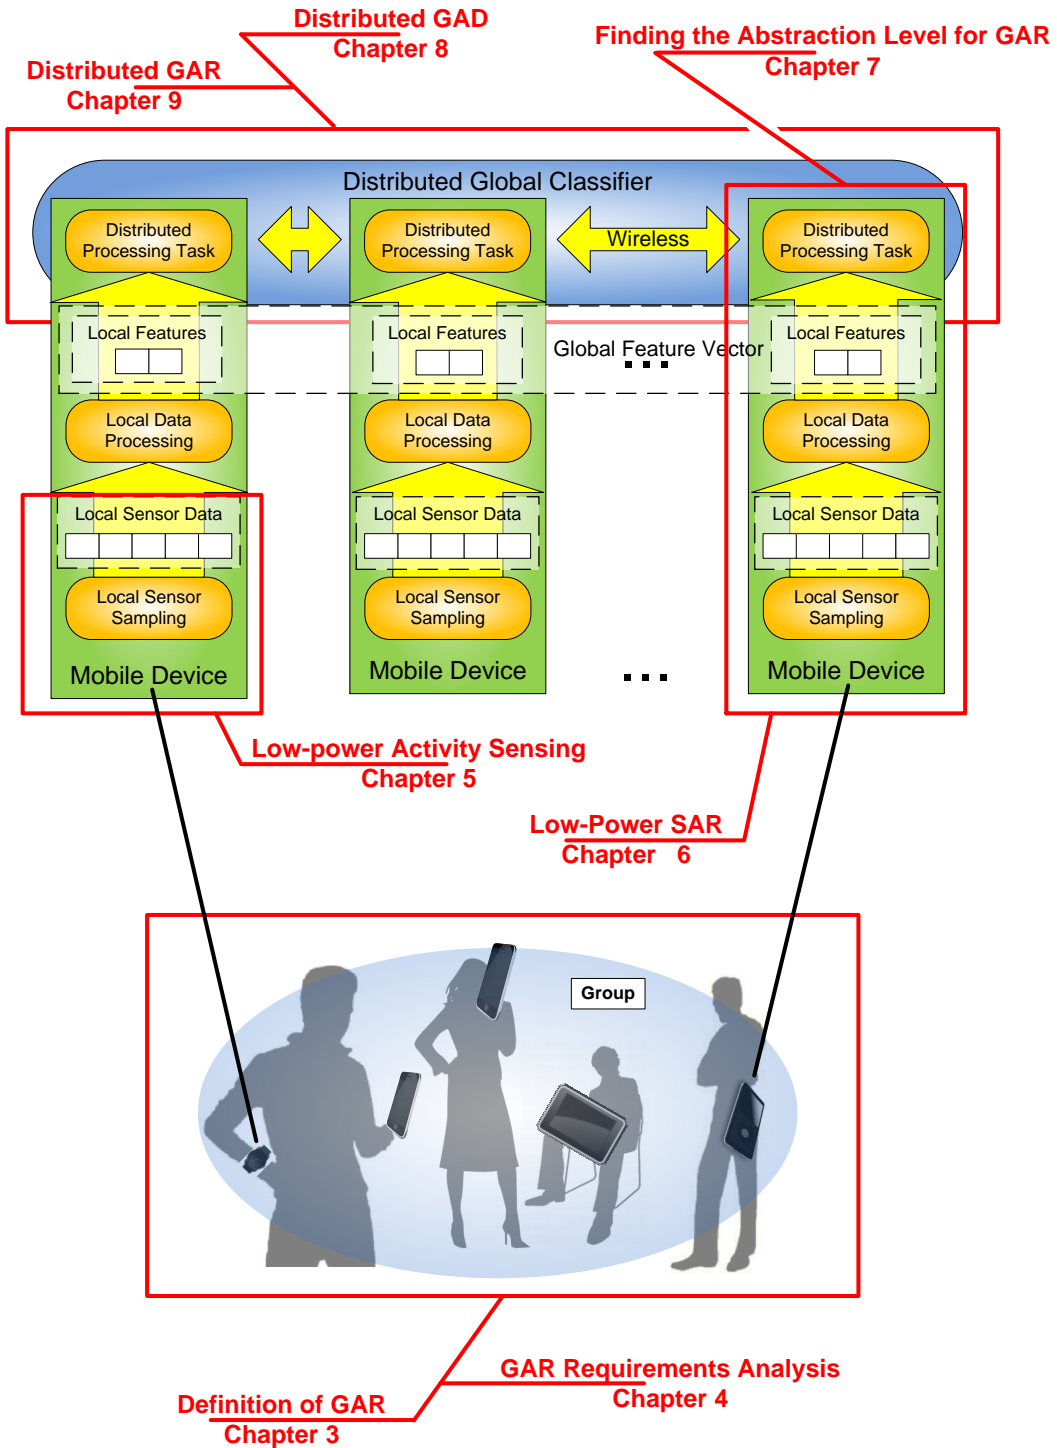 Distributed GAD
Chapter 8
Finding the Abstraction Level for GAR
Chapter 7
Distributed GAR
Chapter 9
Distributed Global Classifier
Distributed
Processing Task
Distributed
Processing Task
Wireless
Distributed
Processing Task
Local Features
Local Features
Global Feature Vector
...
Local Features
Local Data
Processing
Local Data
Processing
Local Data
Processing
Local Sensor Data
Local Sensor Data
Local Sensor Data
Local Sensor
Sampling
Local Sensor
Sampling
Local Sensor
Sampling
Mobile Device
Mobile Device
...
Mobile Device
Low-power Activity Sensing
Chapter 5
Low-Power SAR
Chapter 6
Group
GAR Requirements Analysis
Chapter 4
Definition of GAR
Chapter 3